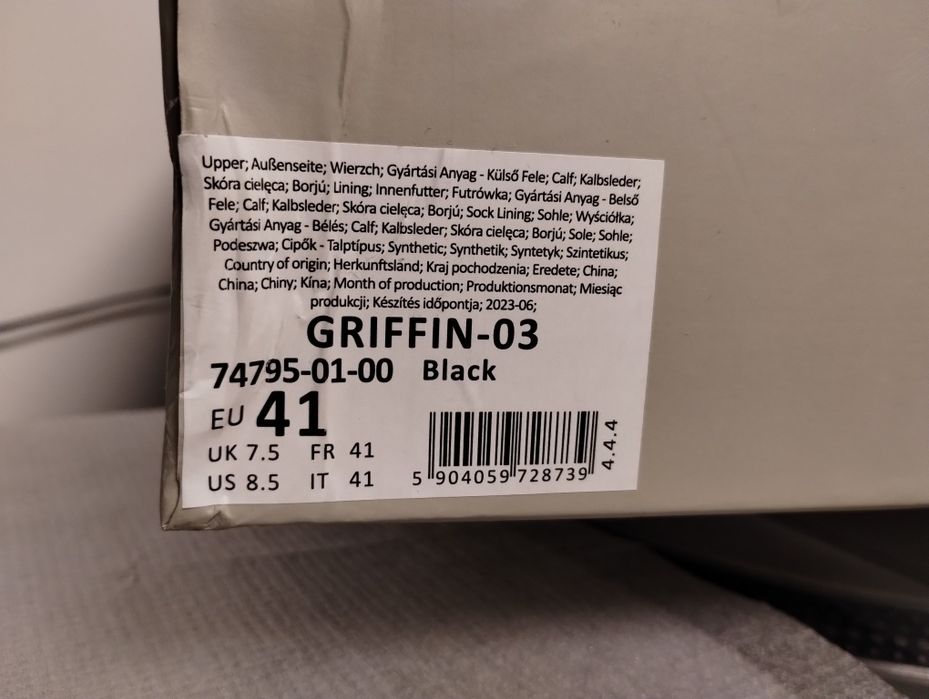 Upper; Außenseite; Wierzch; Gyártási Anyag - Külső Fele; Calf; Kalbsleder;
Skóra cielęca; Borjú; Lining; Innenfutter; Futrówka; Gyártási Anyag - Belső
Fele; Calf; Kalbsleder; Skóra cielęca; Borjú; Sock Lining; Sohle; Wyściółka;
Gyártási Anyag - Bélés; Calf; Kalbsleder; Skóra cielęca; Borjú; Sole; Sohle;
Podeszwa; Cipők - Talptípus; Synthetic; Synthetik; Syntetyk; Szintetikus;
Country of origin; Herkunftsland; Kraj pochodzenia; Eredete; China;
China; Chiny; Kína; Month of production; Produktionsmonat; Miesiąc
produkcji; Készítés időpontja; 2023-06;
GRIFFIN-03
74795-01-00 Black
EU 41
UK 7.5 FR 41
US 8.5 IT 41
5 904059 728739
4.4.4